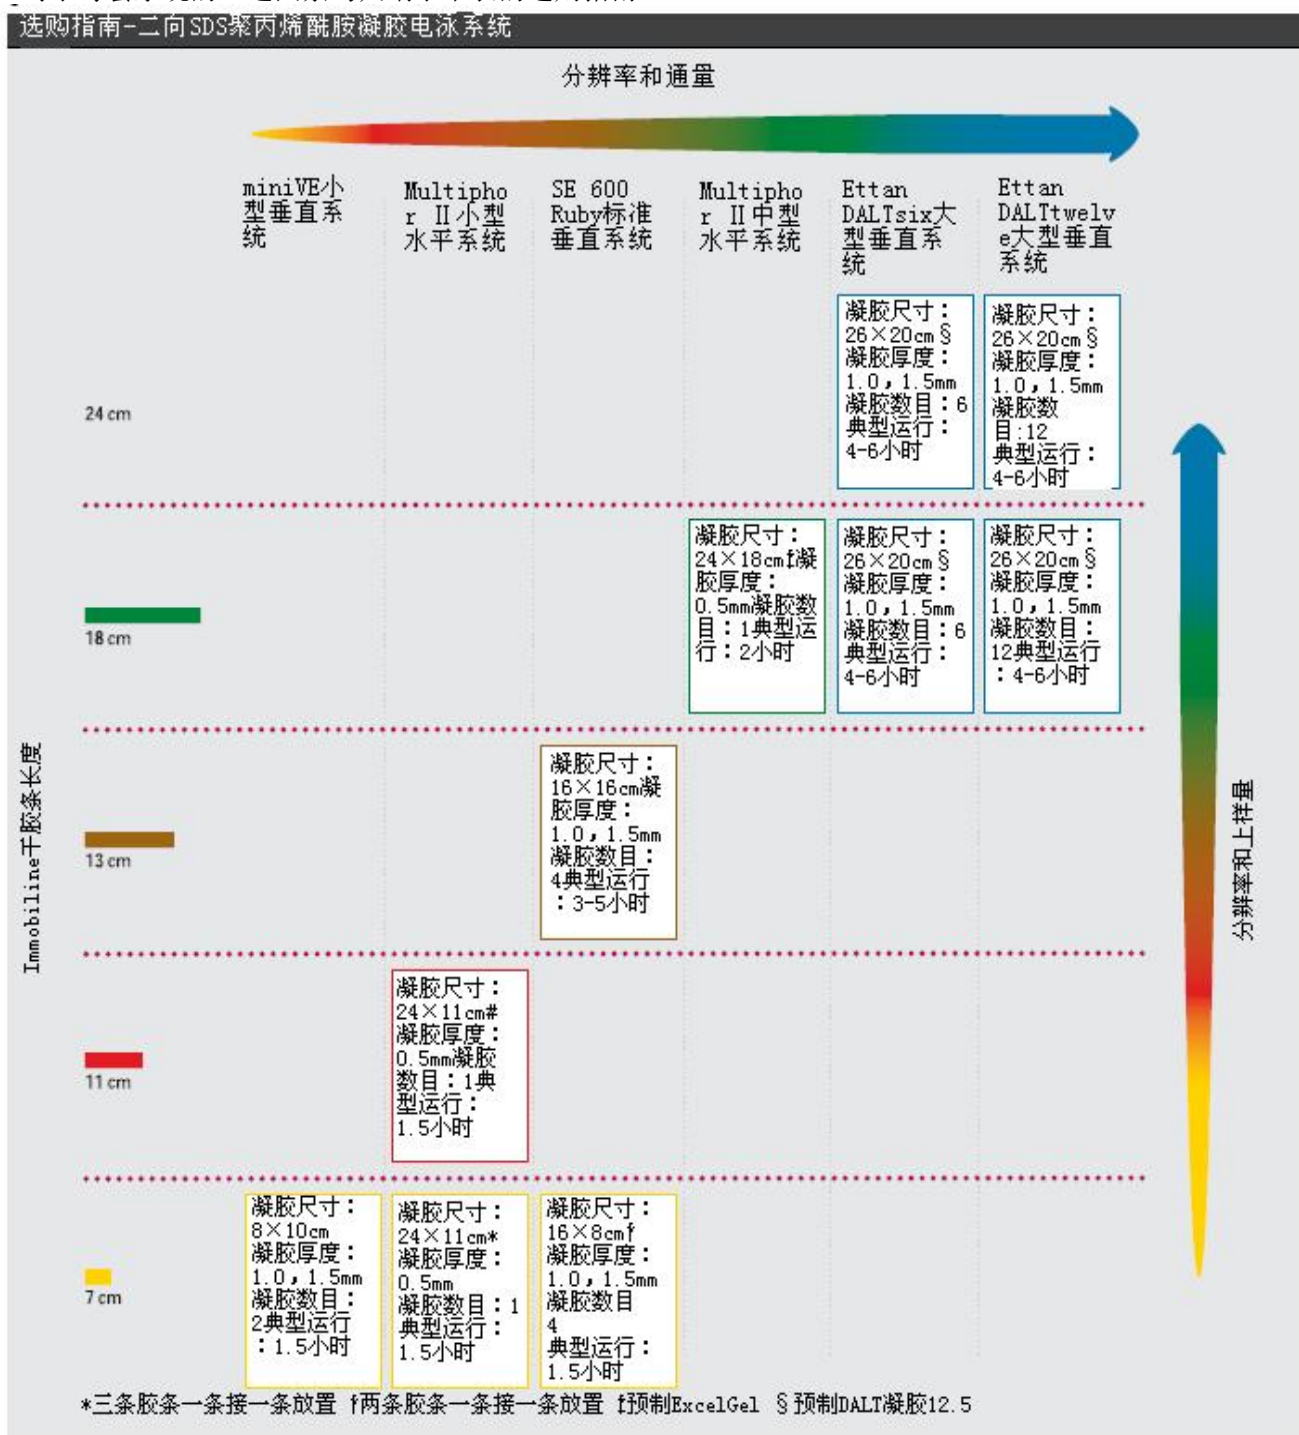 选购指南-二向SDS聚丙烯酰胺凝胶电泳系统
分辨率和通量
miniVE小
型垂直系
统
Multipho
r II小型
水平系统
SE 600
Ruby标准
垂直系统
Multipho
r II中型
水平系统
Ettan
DALTsix大
型垂直系
统
Ettan
DALTtwelv
e大型垂直
系统
24 cm
凝胶尺寸：
26×20cm§
凝胶厚度：
1.0，1.5mm
凝胶数目：6
典型运行：
4-6小时
凝胶尺寸：
26×20cm§
凝胶厚度：
1.0，1.5mm
凝胶数
目:12
典型运行：
4-6小时
18 cm
凝胶尺寸：
24×18cm‡凝
胶厚度：
0.5mm凝胶数
目：1典型运
行：2小时
凝胶尺寸：
26×20cm§
凝胶厚度：
1.0，1.5mm
凝胶数目：6
典型运行：
4-6小时
凝胶尺寸：
26×20cm§
凝胶厚度：
1.0，1.5mm
凝胶数目：
12典型运行
：4-6小时
13 cm
凝胶尺寸：
16×16cm凝
胶厚度：
1.0，1.5mm
凝胶数目：
4典型运行
：3-5小时
11 cm
凝胶尺寸：
24×11cm#
凝胶厚度：
0.5mm凝胶
数目：1典
型运行：
1.5小时
7 cm
凝胶尺寸：
8×10cm
凝胶厚度：
1.0，1.5mm
凝胶数目：
2典型运行
：1.5小时
凝胶尺寸：
24×11cm*
凝胶厚度：
0.5mm
凝胶数目：1
典型运行：
1.5小时
凝胶尺寸：
16×8cm†
凝胶厚度：
1.0，1.5mm
凝胶数目
4
典型运行：
1.5小时
Immobiline干胶条长度
分辨率和上样量
*三条胶条一条接一条放置 †两条胶条一条接一条放置 ‡预制ExcelGel §预制DALT凝胶12.5